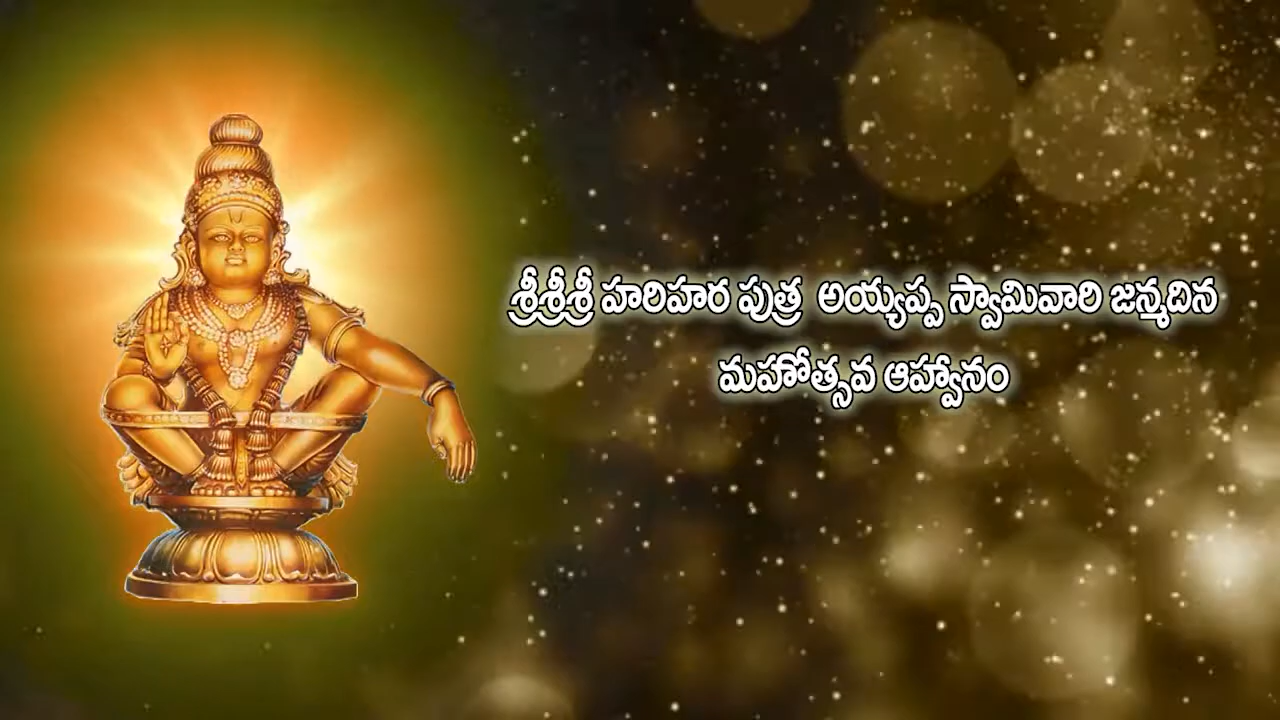 శ్రీశ్రీశ్రీ హరిహర పుత్ర అయ్యప్ప స్వామివారి జన్మదిన
మహోత్సవ ఆహ్వానం